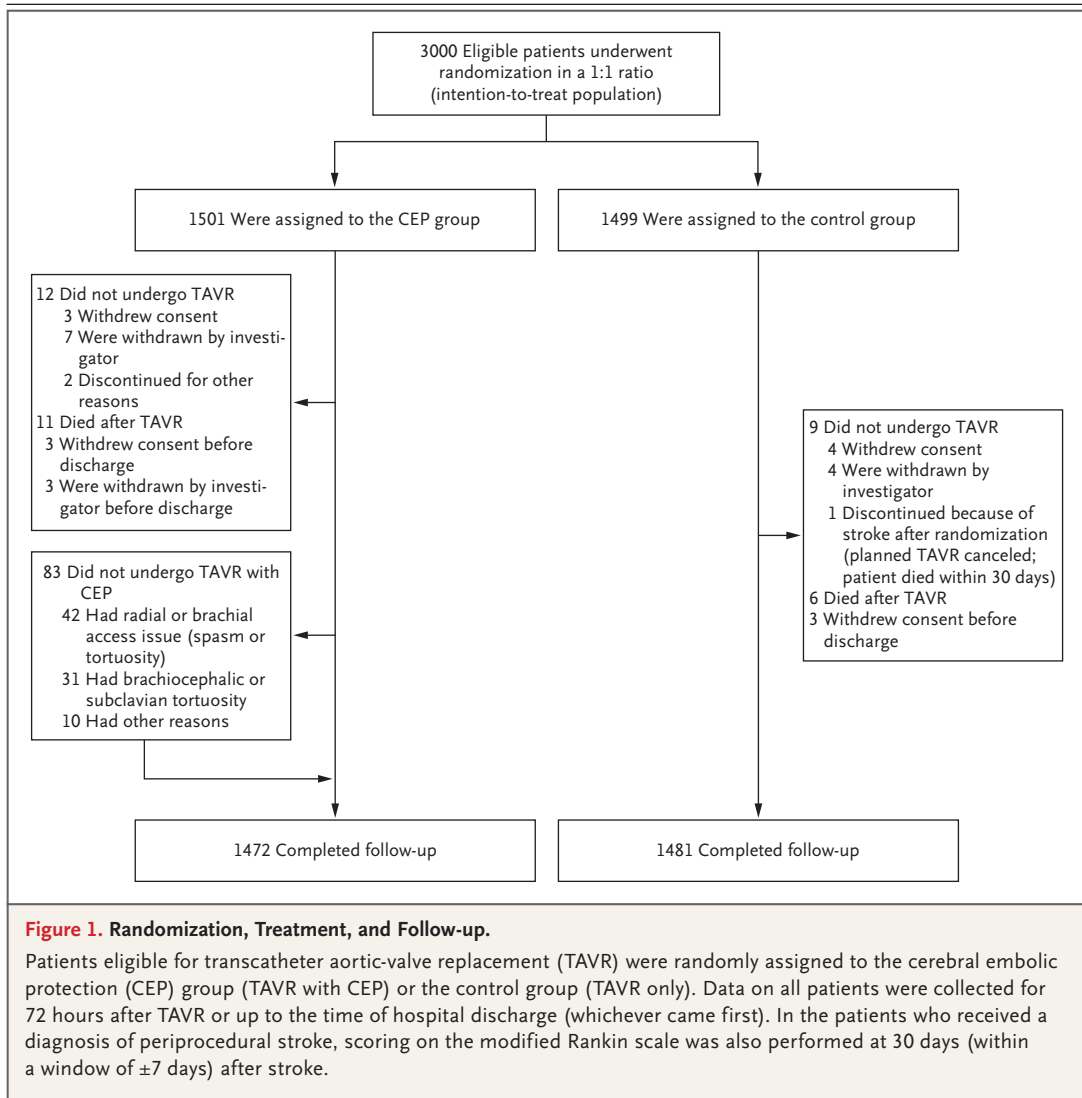 3000 Eligible patients underwent
randomization in a 1:1 ratio
(intention-to-treat population)
1501 Were assigned to the CEP group
1499 Were assigned to the control group
12 Did not undergo TAVR
3 Withdrew consent
7 Were withdrawn by investi-
gator
2 Discontinued for other
reasons
11 Died after TAVR
3 Withdrew consent before
discharge
3 Were withdrawn by investi-
gator before discharge
9 Did not undergo TAVR
4 Withdrew consent
4 Were withdrawn by
investigator
1 Discontinued because of
stroke after randomization
(planned TAVR canceled;
patient died within 30 days)
6 Died after TAVR
3 Withdrew consent before
discharge
83 Did not undergo TAVR with
CEP
42 Had radial or brachial
access issue (spasm or
tortuosity)
31 Had brachiocephalic or
subclavian tortuosity
10 Had other reasons
1472 Completed follow-up
1481 Completed follow-up
Figure 1. Randomization, Treatment, and Follow-up.
Patients eligible for transcatheter aortic-valve replacement (TAVR) were randomly assigned to the cerebral embolic
protection (CEP) group (TAVR with CEP) or the control group (TAVR only). Data on all patients were collected for
72 hours after TAVR or up to the time of hospital discharge (whichever came first). In the patients who received a
diagnosis of periprocedural stroke, scoring on the modified Rankin scale was also performed at 30 days (within
a window of ±7 days) after stroke.